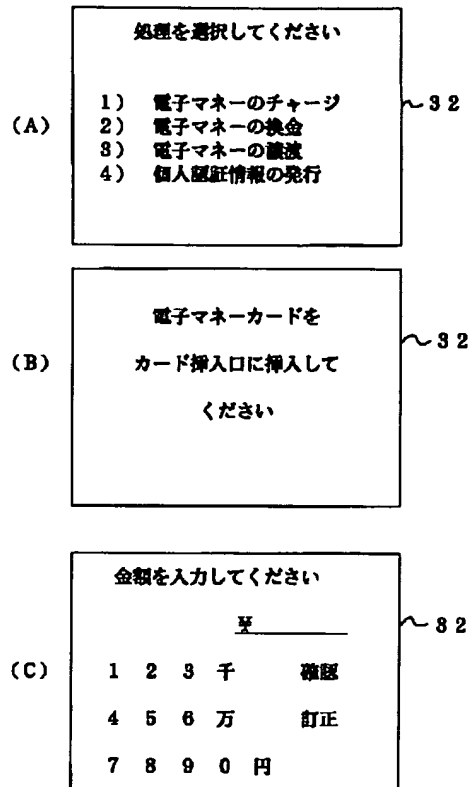 処理を選択してください
1) 電子マネーのチャージ
2) 電子マネーの換金
3) 電子マネーの譲渡
4) 個人認証情報の発行
(A)
32
電子マネーカードを
カード挿入口に挿入して
ください
(B)
32
金額を入力してください
¥
32
(C)
1 2 3 千 確認
4 5 6 万 訂正
7 8 9 0 円